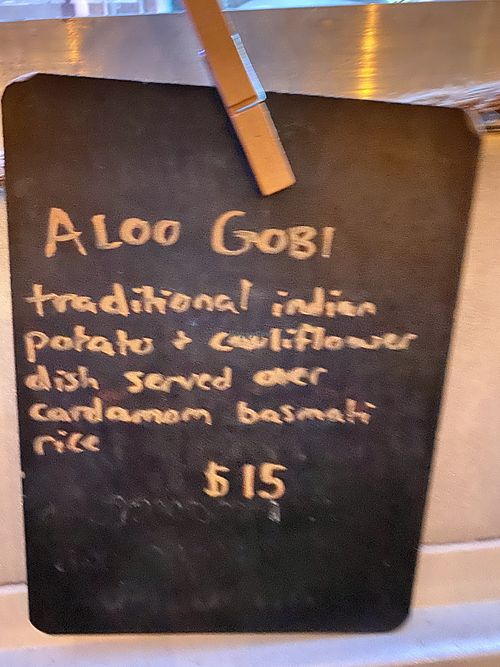 ALOO GOBI
traditional indian
potato + cauliflower
dish served over
cardamom basmati
rice
$15